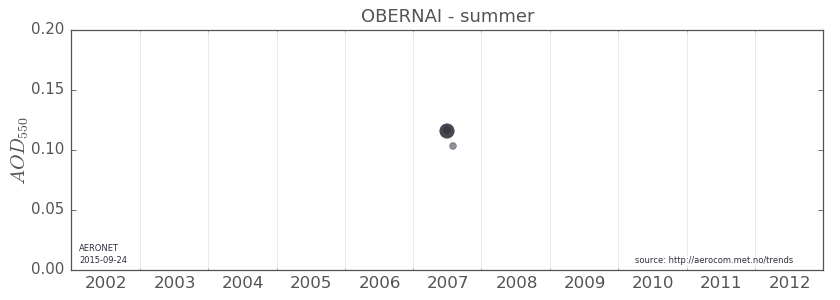 OBERNAI - summer
0.20
0.15
0.10
0.05
0.00
AOD550
AERONET
2015-09-24
source: http://aerocom.met.no/trends
2002 2003 2004 2005 2006 2007 2008 2009 2010 2011 2012